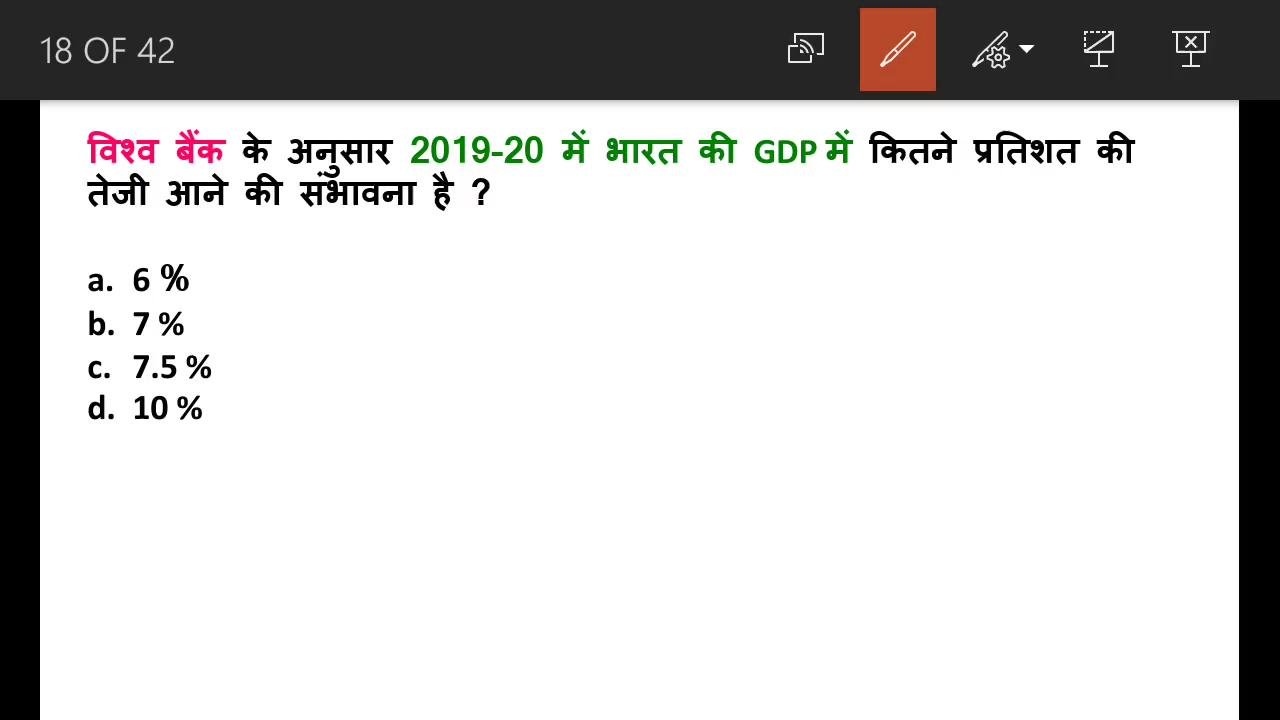 18 OF 42
विश्व बैंक के अनुसार 2019-20 में भारत की GDP में कितने प्रतिशत की
तेजी आने की संभावना है ?
a. 6 %
b. 7 %
c. 7.5 %
d. 10 %